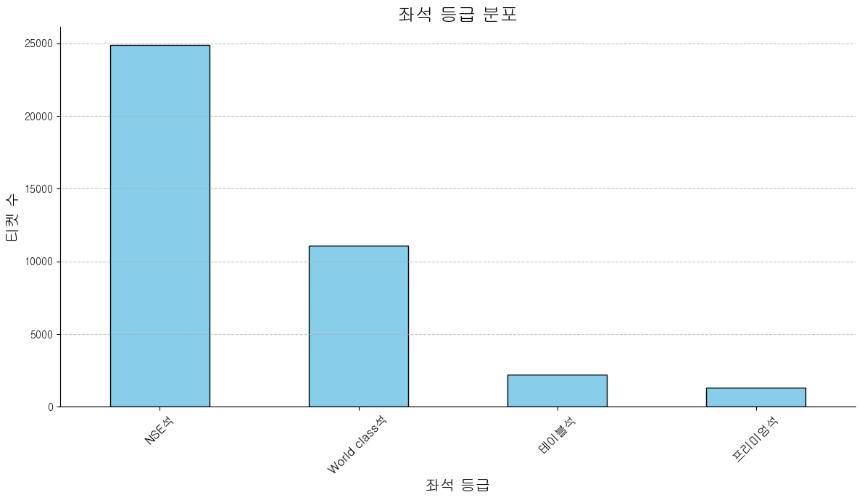 좌석 등급 분포
티켓 수
25000
20000
15000
10000
5000
0
NSE석
World class석
테이블석
프리미엄석
좌석 등급